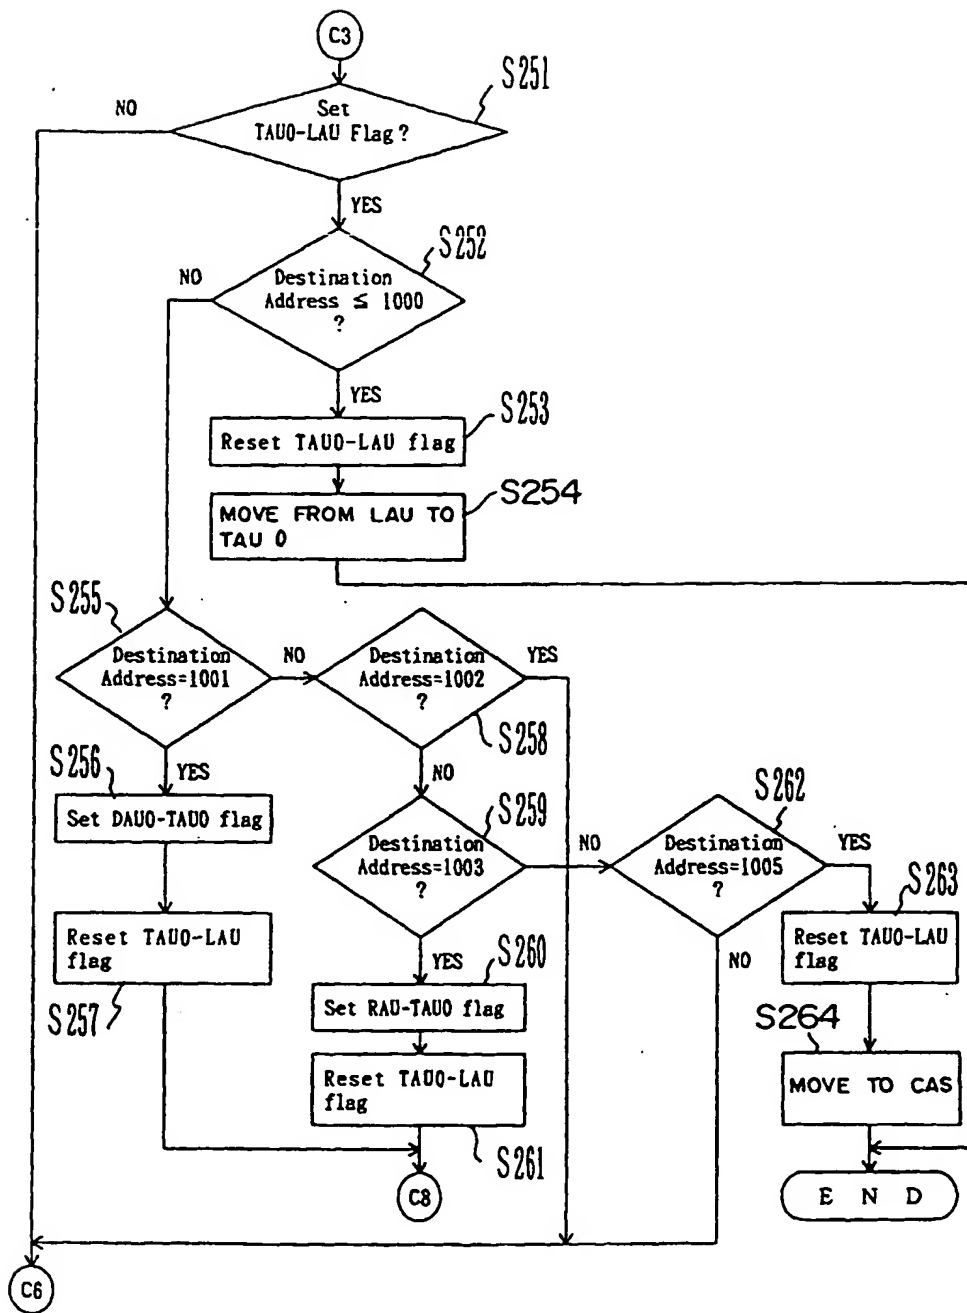 C3
S251
NO
Set
TAU0-LAU Flag?
YES
S252
NO
Destination
Address ≤ 1000
?
YES
S253
Reset TAU0-LAU flag
S254
MOVE FROM LAU TO
TAU 0
S255
Destination
Address=1001
?
NO
Destination
Address=1002
?
YES
S258
S256
YES
NO
S262
Set DAU0-TAU0 flag
S259
Destination
Address=1003
?
NO
Destination
Address=1005
?
YES
S263
Reset TAU0-LAU
flag
S257
YES
S260
NO
Reset TAU0-LAU
flag
Set RAU-TAU0 flag
S264
Reset TAU0-LAU
flag
MOVE TO CAS
S261
C8
E N D
C6